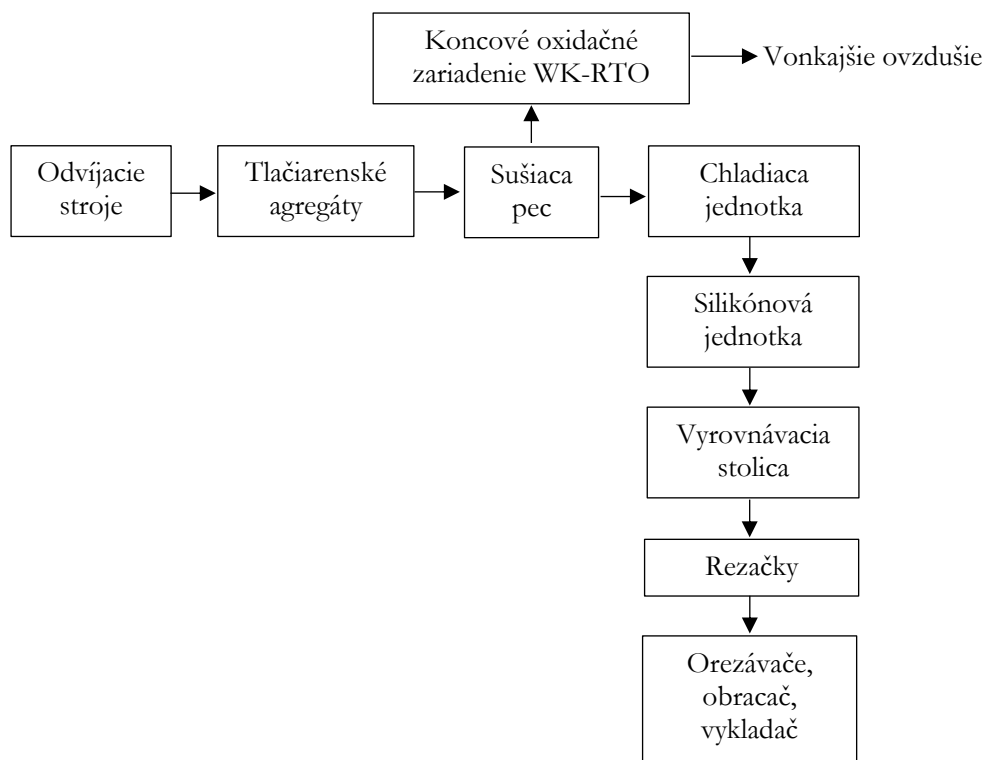 Koncové oxidačné
zariadenie WK-RTO
Vonkajšie ovzdušie
Odvíjacie
stroje
Tlačiarenské
agregáty
Sušiaca
pec
Chladiaca
jednotka
Silikónová
jednotka
Vyrovnávacia
stolica
Rezačky
Orezávače,
obracač,
vykladač